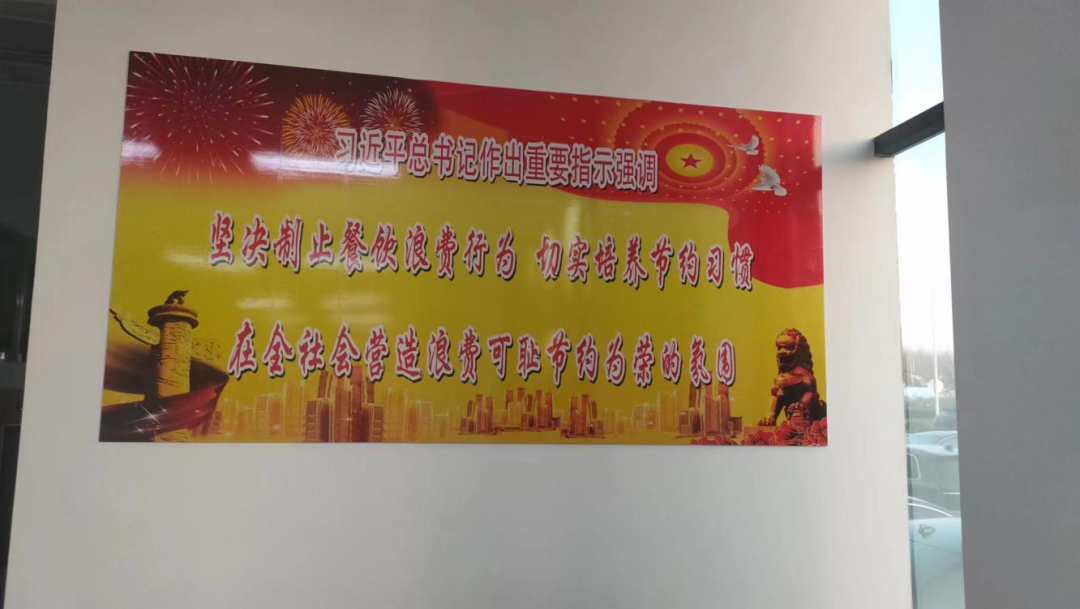 习近平总书记作出重要指示强调
坚决制止餐饮浪费行为 切实培养节约习惯
在全社会营造浪费可耻节约为荣的氛围